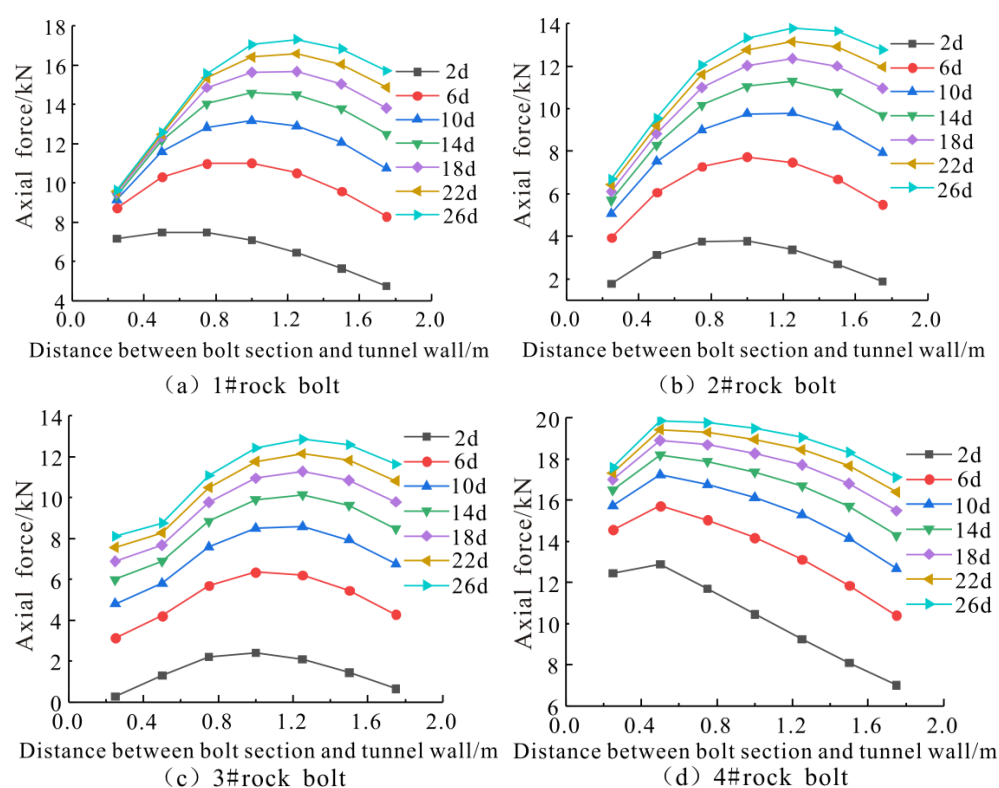 Axial force/kN
18
16
14
12
10
8
6
4
0.0 0.4 0.8 1.2 1.6 2.0
2d
6d
10d
14d
18d
22d
26d
Distance between bolt section and tunnel wall/m
(a) 1#rock bolt
Axial force/kN
14
12
10
8
6
4
2
0.0 0.4 0.8 1.2 1.6 2.0
2d
6d
10d
14d
18d
22d
26d
Distance between bolt section and tunnel wall/m
(b) 2#rock bolt
Axial force/kN
14
12
10
8
6
4
2
0
0.0 0.4 0.8 1.2 1.6 2.0
2d
6d
10d
14d
18d
22d
26d
Distance between bolt section and tunnel wall/m
(c) 3#rock bolt
Axial force/kN
20
18
16
14
12
10
8
6
0.0 0.4 0.8 1.2 1.6 2.0
2d
6d
10d
14d
18d
22d
26d
Distance between bolt section and tunnel wall/m
(d) 4#rock bolt